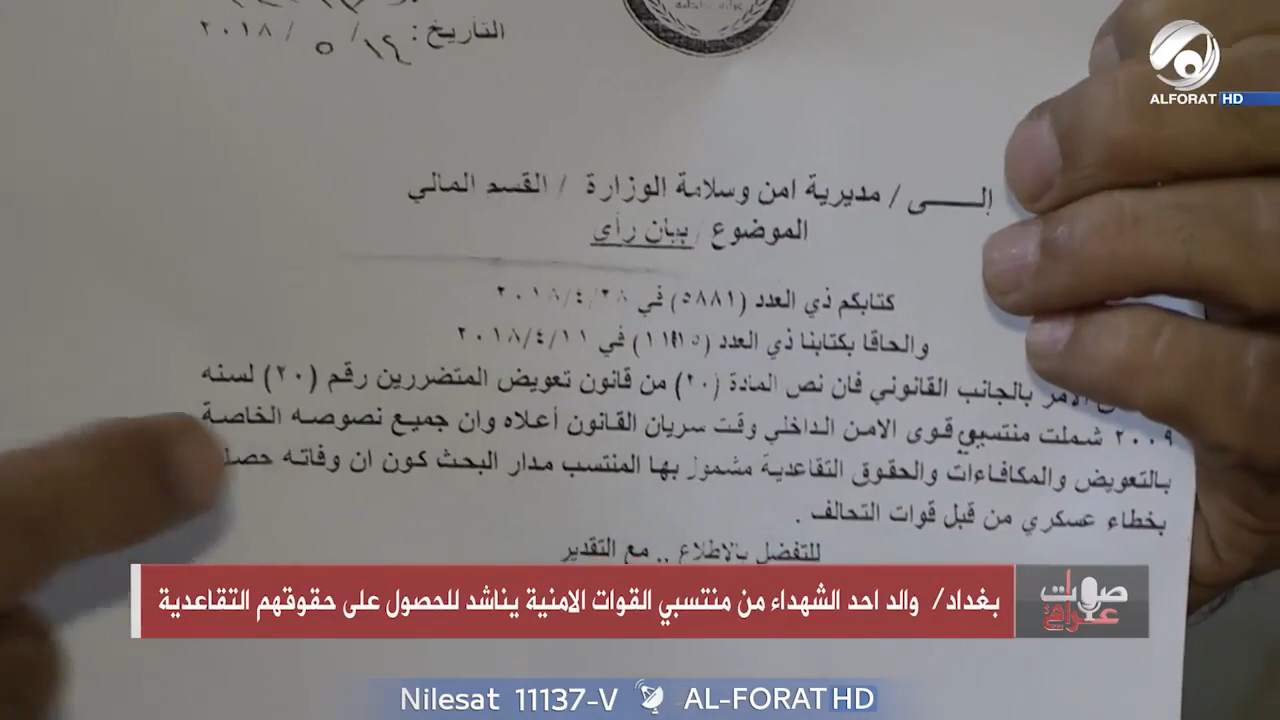 التاريخ: ١٤ / ٥ / ٢٠١٨
ALFORAT HD
إلـــــى / مديرية امن وسلامة الوزارة / القسم المالي
الموضوع / بيان رأي
كتابكم ذي العدد (٥٨٨١) في ٢٨/٤/٢٠١٨
والحاقا بكتابنا ذي العدد في ٢٠١٨/٤/١١
الامر بالجانب القانوني فان نص المادة (٢٠) من قانون تعويض المتضررين رقم (٢٠) لسنه
٢٠٠٩ شملت منتسبي قوى الامن الداخلي وقت سريان القانون أعلاه وان جميع نصوصه الخاصة
بالتعويض والمكافاءات والحقوق التقاعدية مشمول بها المنتسب مدار البحث كون ان وفاته
بخطاء عسكري من قبل قوات التحالف .
للتفضل بالاطلاع .. مع التقدير
بغداد/ والد احد الشهداء من منتسبي القوات الامنية يناشد للحصول على حقوقهم التقاعدية
صوت عراقي
Nilesat 11137-V AL-FORAT HD